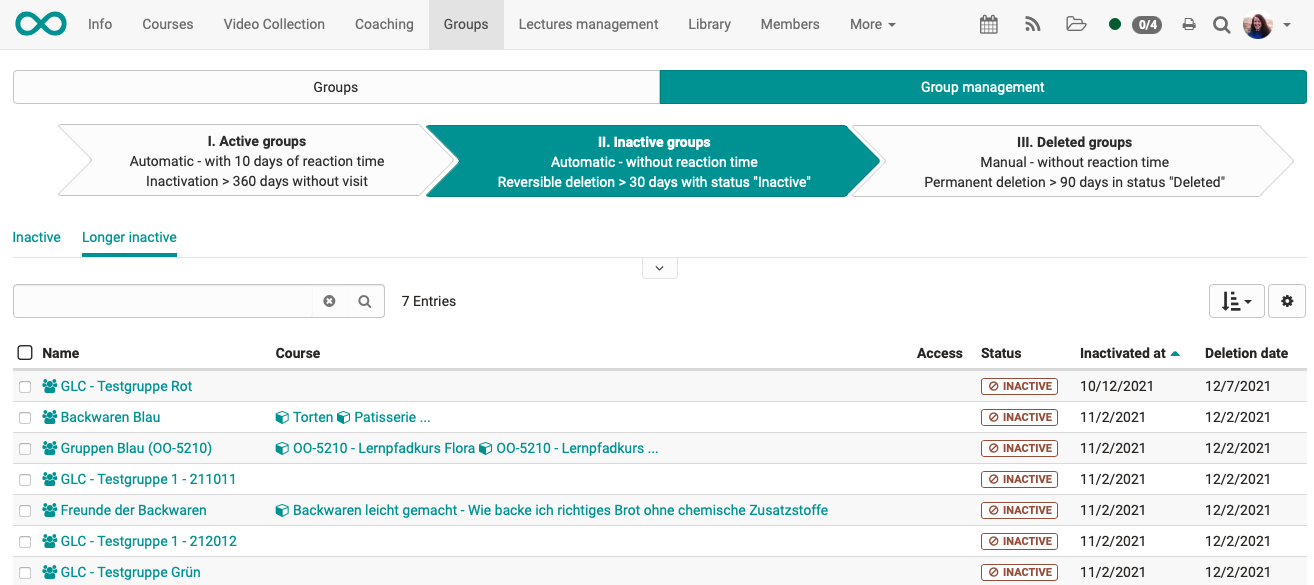 Info Courses Video Collection Coaching Groups Lectures management Library Members More 0/4
Groups Group management
I. Active groups
Automatic - with 10 days of reaction time
Inactivation > 360 days without visit
II. Inactive groups
Automatic - without reaction time
Reversible deletion > 30 days with status "Inactive"
III. Deleted groups
Manual - without reaction time
Permanent deletion > 90 days in status "Deleted"
Inactive Longer inactive
7 Entries
Name Course Access Status Inactivated at Deletion date
GLC - Testgruppe Rot INACTIVE 10/12/2021 12/7/2021
Backwaren Blau Torten Patisserie ... INACTIVE 11/2/2021 12/2/2021
Gruppen Blau (OO-5210) OO-5210 - Lernpfadkurs Flora OO-5210 - Lernpfadkurs ... INACTIVE 11/2/2021 12/2/2021
GLC - Testgruppe 1 - 211011 INACTIVE 11/2/2021 12/2/2021
Freunde der Backwaren Backwaren leicht gemacht - Wie backe ich richtiges Brot ohne chemische Zusatzstoffe INACTIVE 11/2/2021 12/2/2021
GLC - Testgruppe 1 - 212012 INACTIVE 11/2/2021 12/2/2021
GLC - Testgruppe Grün INACTIVE 11/2/2021 12/2/2021